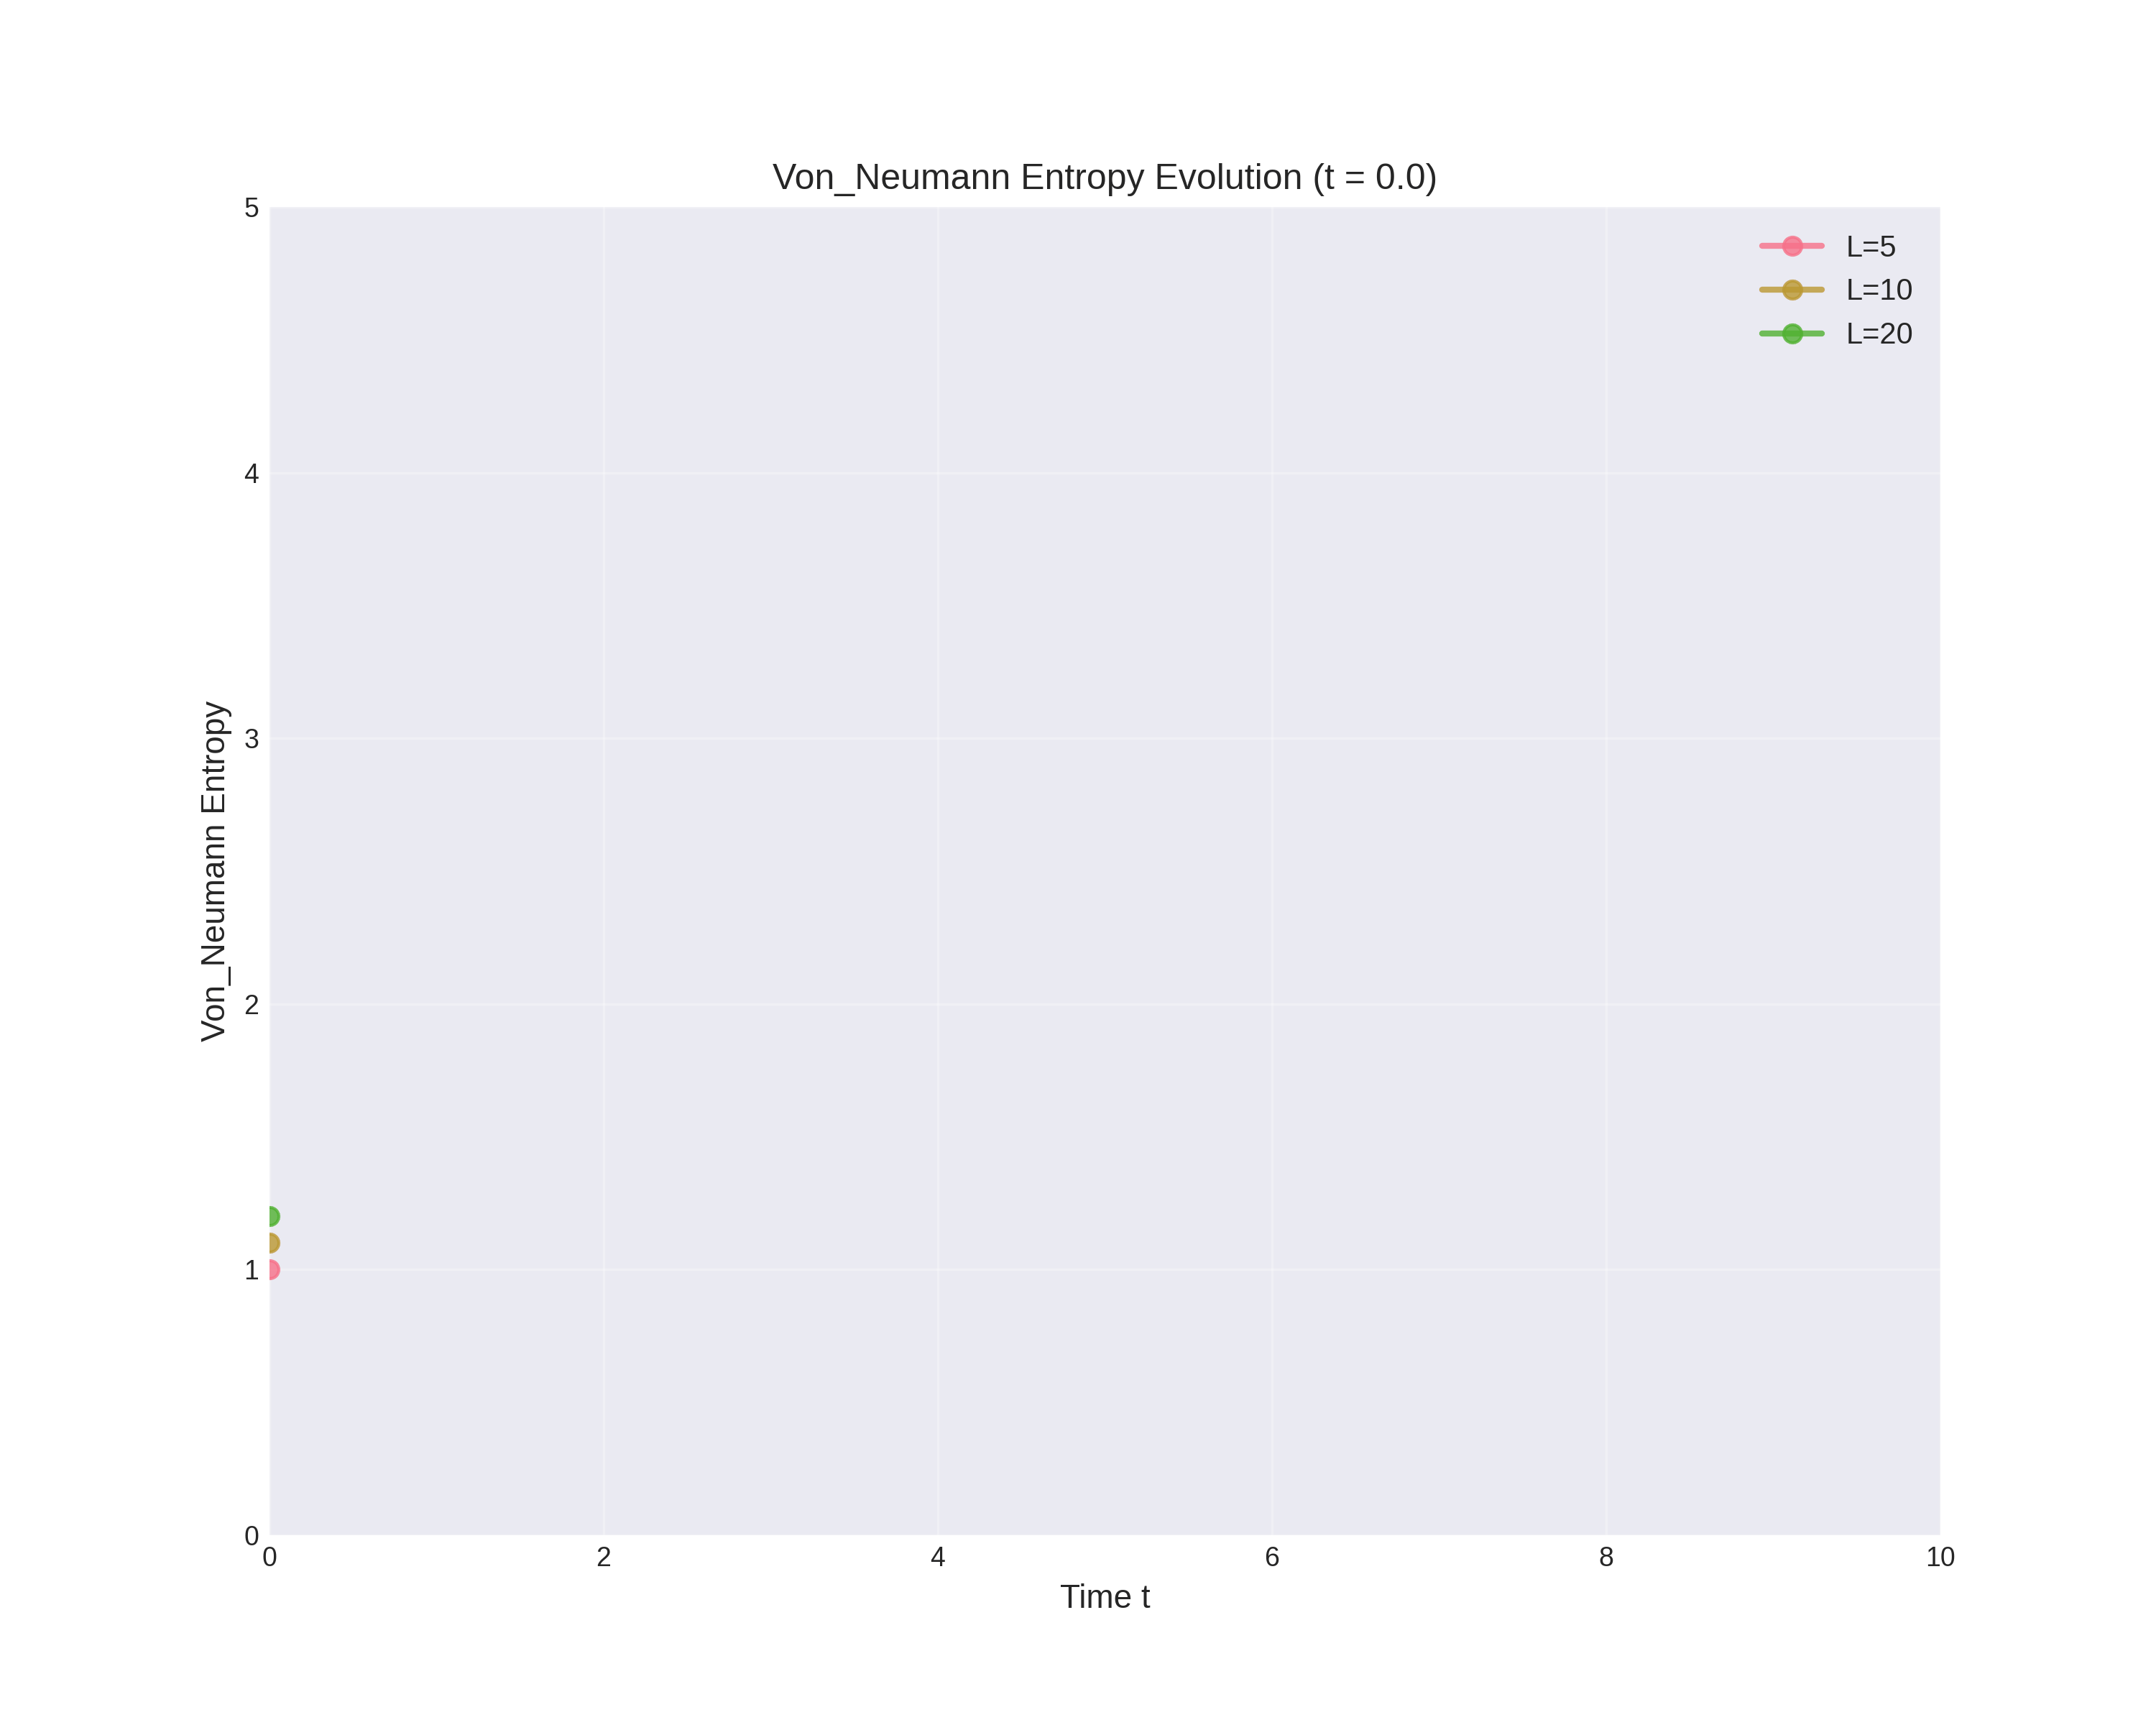 Von_Neumann Entropy Evolution (t = 0.0)
L=5
L=10
L=20
Von_Neumann Entropy
5
4
3
2
1
0
0 2 4 6 8 10
Time t